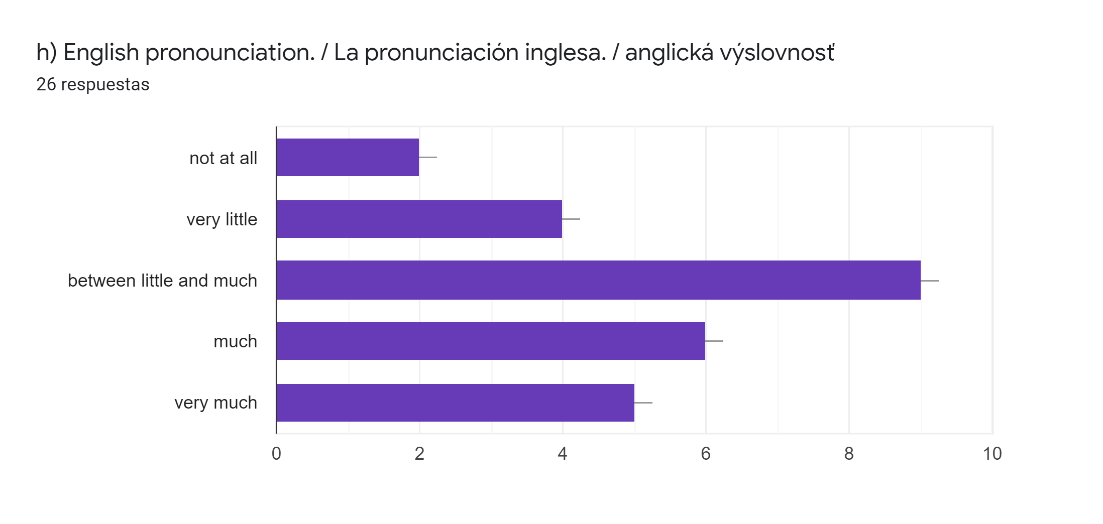 h) English pronounciation. / La pronunciación inglesa. / anglická výslovnosť
26 respuestas
not at all
very little
between little and much
much
very much
0 2 4 6 8 10